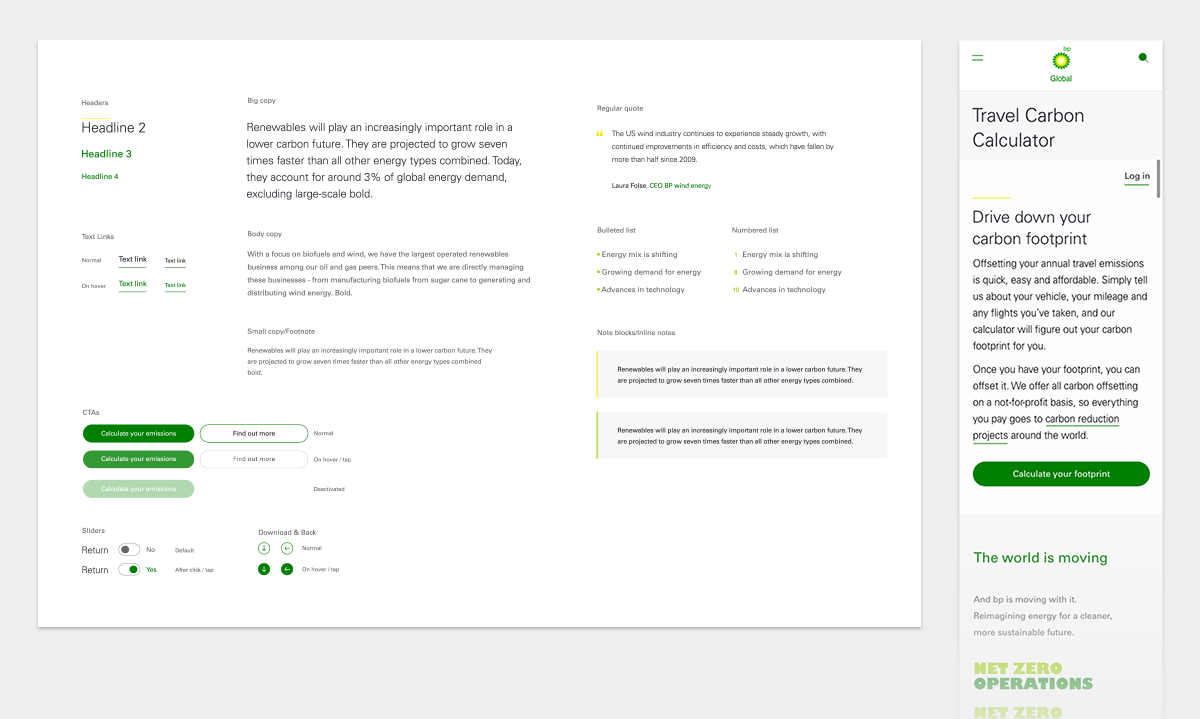 Headers
Headline 2
Headline 3
Headline 4
Big copy
Renewables will play an increasingly important role in a
lower carbon future. They are projected to grow seven
times faster than all other energy types combined. Today,
they account for around 3% of global energy demand,
excluding large-scale bold.
Text Links
Normal
Text link
Text link
On hover
Text link
Text link
Body copy
With a focus on biofuels and wind, we have the largest operated renewables
business among our oil and gas peers. This means that we are directly managing
these businesses - from manufacturing biofuels from sugar cane to generating and
distributing wind energy. Bold.
Small copy/Footnote
Renewables will play an increasingly important role in a lower carbon future. They
are projected to grow seven times faster than all other energy types combined
bold.
CTAs
Calculate your emissions
Find out more
Normal
Calculate your emissions
Find out more
On hover / tap
Calculate your emissions
Deactivated
Sliders
Return
No
Default
Return
Yes
After click / tap
Download & Back
Normal
On hover / tap
Regular quote
“ The US wind industry continues to experience steady growth, with
continued improvements in efficiency and costs, which have fallen by
more than half since 2009.
Laura Folse, CEO BP wind energy
Bulleted list
• Energy mix is shifting
• Growing demand for energy
• Advances in technology
Numbered list
1 Energy mix is shifting
8 Growing demand for energy
10 Advances in technology
Note blocks/Inline notes
Renewables will play an increasingly important role in a lower carbon future. They
are projected to grow seven times faster than all other energy types combined.
Renewables will play an increasingly important role in a lower carbon future. They
are projected to grow seven times faster than all other energy types combined.
bp
Global
Travel Carbon
Calculator
Log in
Drive down your
carbon footprint
Offsetting your annual travel emissions
is quick, easy and affordable. Simply tell
us about your vehicle, your mileage and
any flights you've taken, and our
calculator will figure out your carbon
footprint for you.
Once you have your footprint, you can
offset it. We offer all carbon offsetting
on a not-for-profit basis, so everything
you pay goes to carbon reduction
projects around the world.
Calculate your footprint
The world is moving
And bp is moving with it.
Reimagining energy for a cleaner,
more sustainable future.
NET ZERO
OPERATIONS
NET ZERO